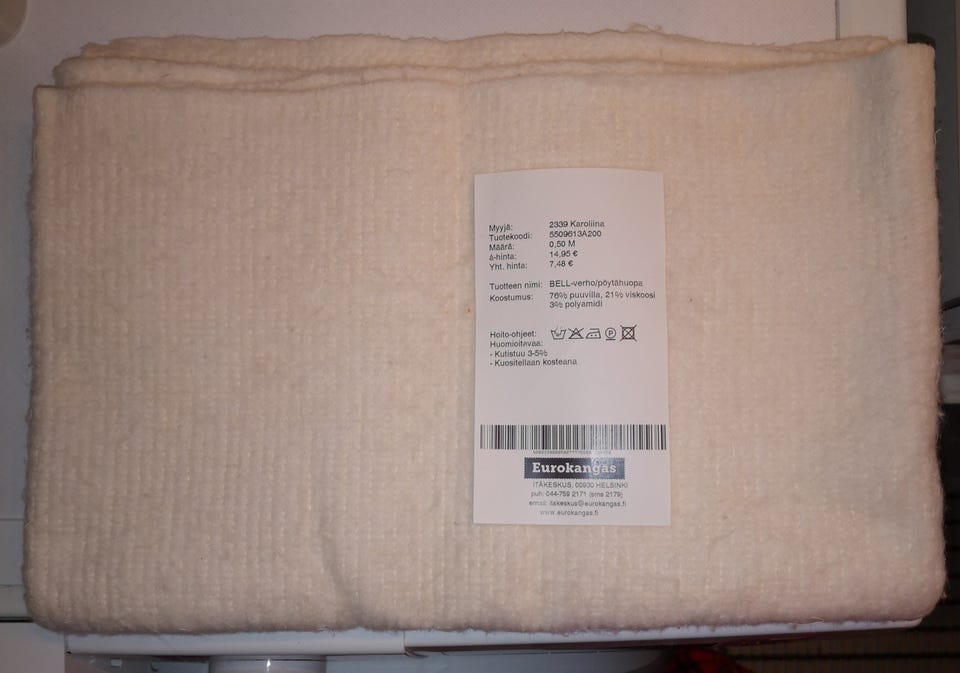 Myyjä: 2339 Karoliina
Tuotekoodi: 5509613A200
Määrä: 0,50 M
à-hinta: 14,95 €
Yht. hinta: 7,48 €
Tuotteen nimi: BELL-verho/pöytähuopa
Koostumus: 76% puuvilla, 21% viskoosi
3% polyamidi
Hoito-ohjeet: P
Huomioitavaa:
- Kutistuu 3-5%
- Kuositellaan kosteana
Eurokangas
ITÄKESKUS, 00930 HELSINKI
puh: 044-759 2171 (sma 2179)
email: itakeskus@eurokangas.fi
www.eurokangas.fi